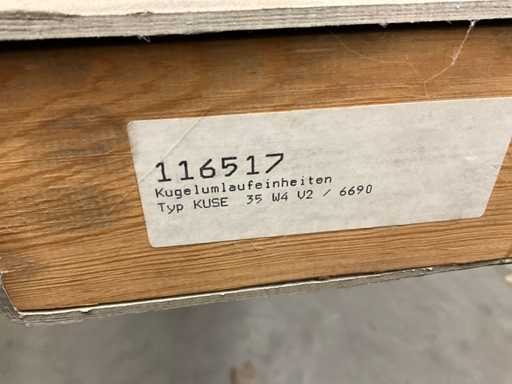 116517
Kugelumlaufeinheiten
Typ KUSE 35 W4 V2 / 6690